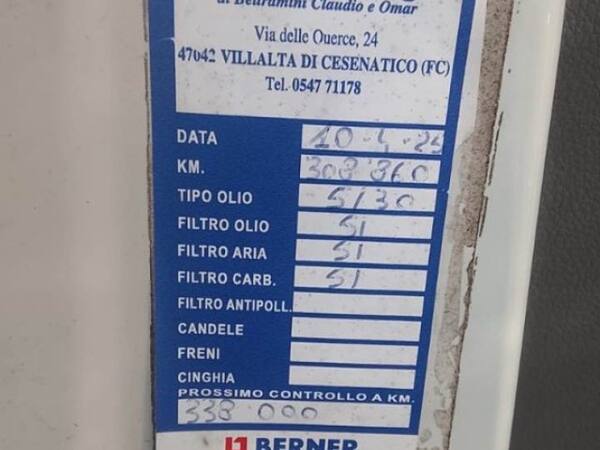 di Beltramini Claudio e Omar
Via delle Querce, 24
47042 VILLALTA DI CESENATICO (FC)
Tel. 0547 71178
DATA 10-4-25
KM. 308'860
TIPO OLIO 5/30
FILTRO OLIO SI
FILTRO ARIA SI
FILTRO CARB. SI
FILTRO ANTIPOLL.
CANDELE
FRENI
CINGHIA
PROSSIMO CONTROLLO A KM.
338 000
BERNER